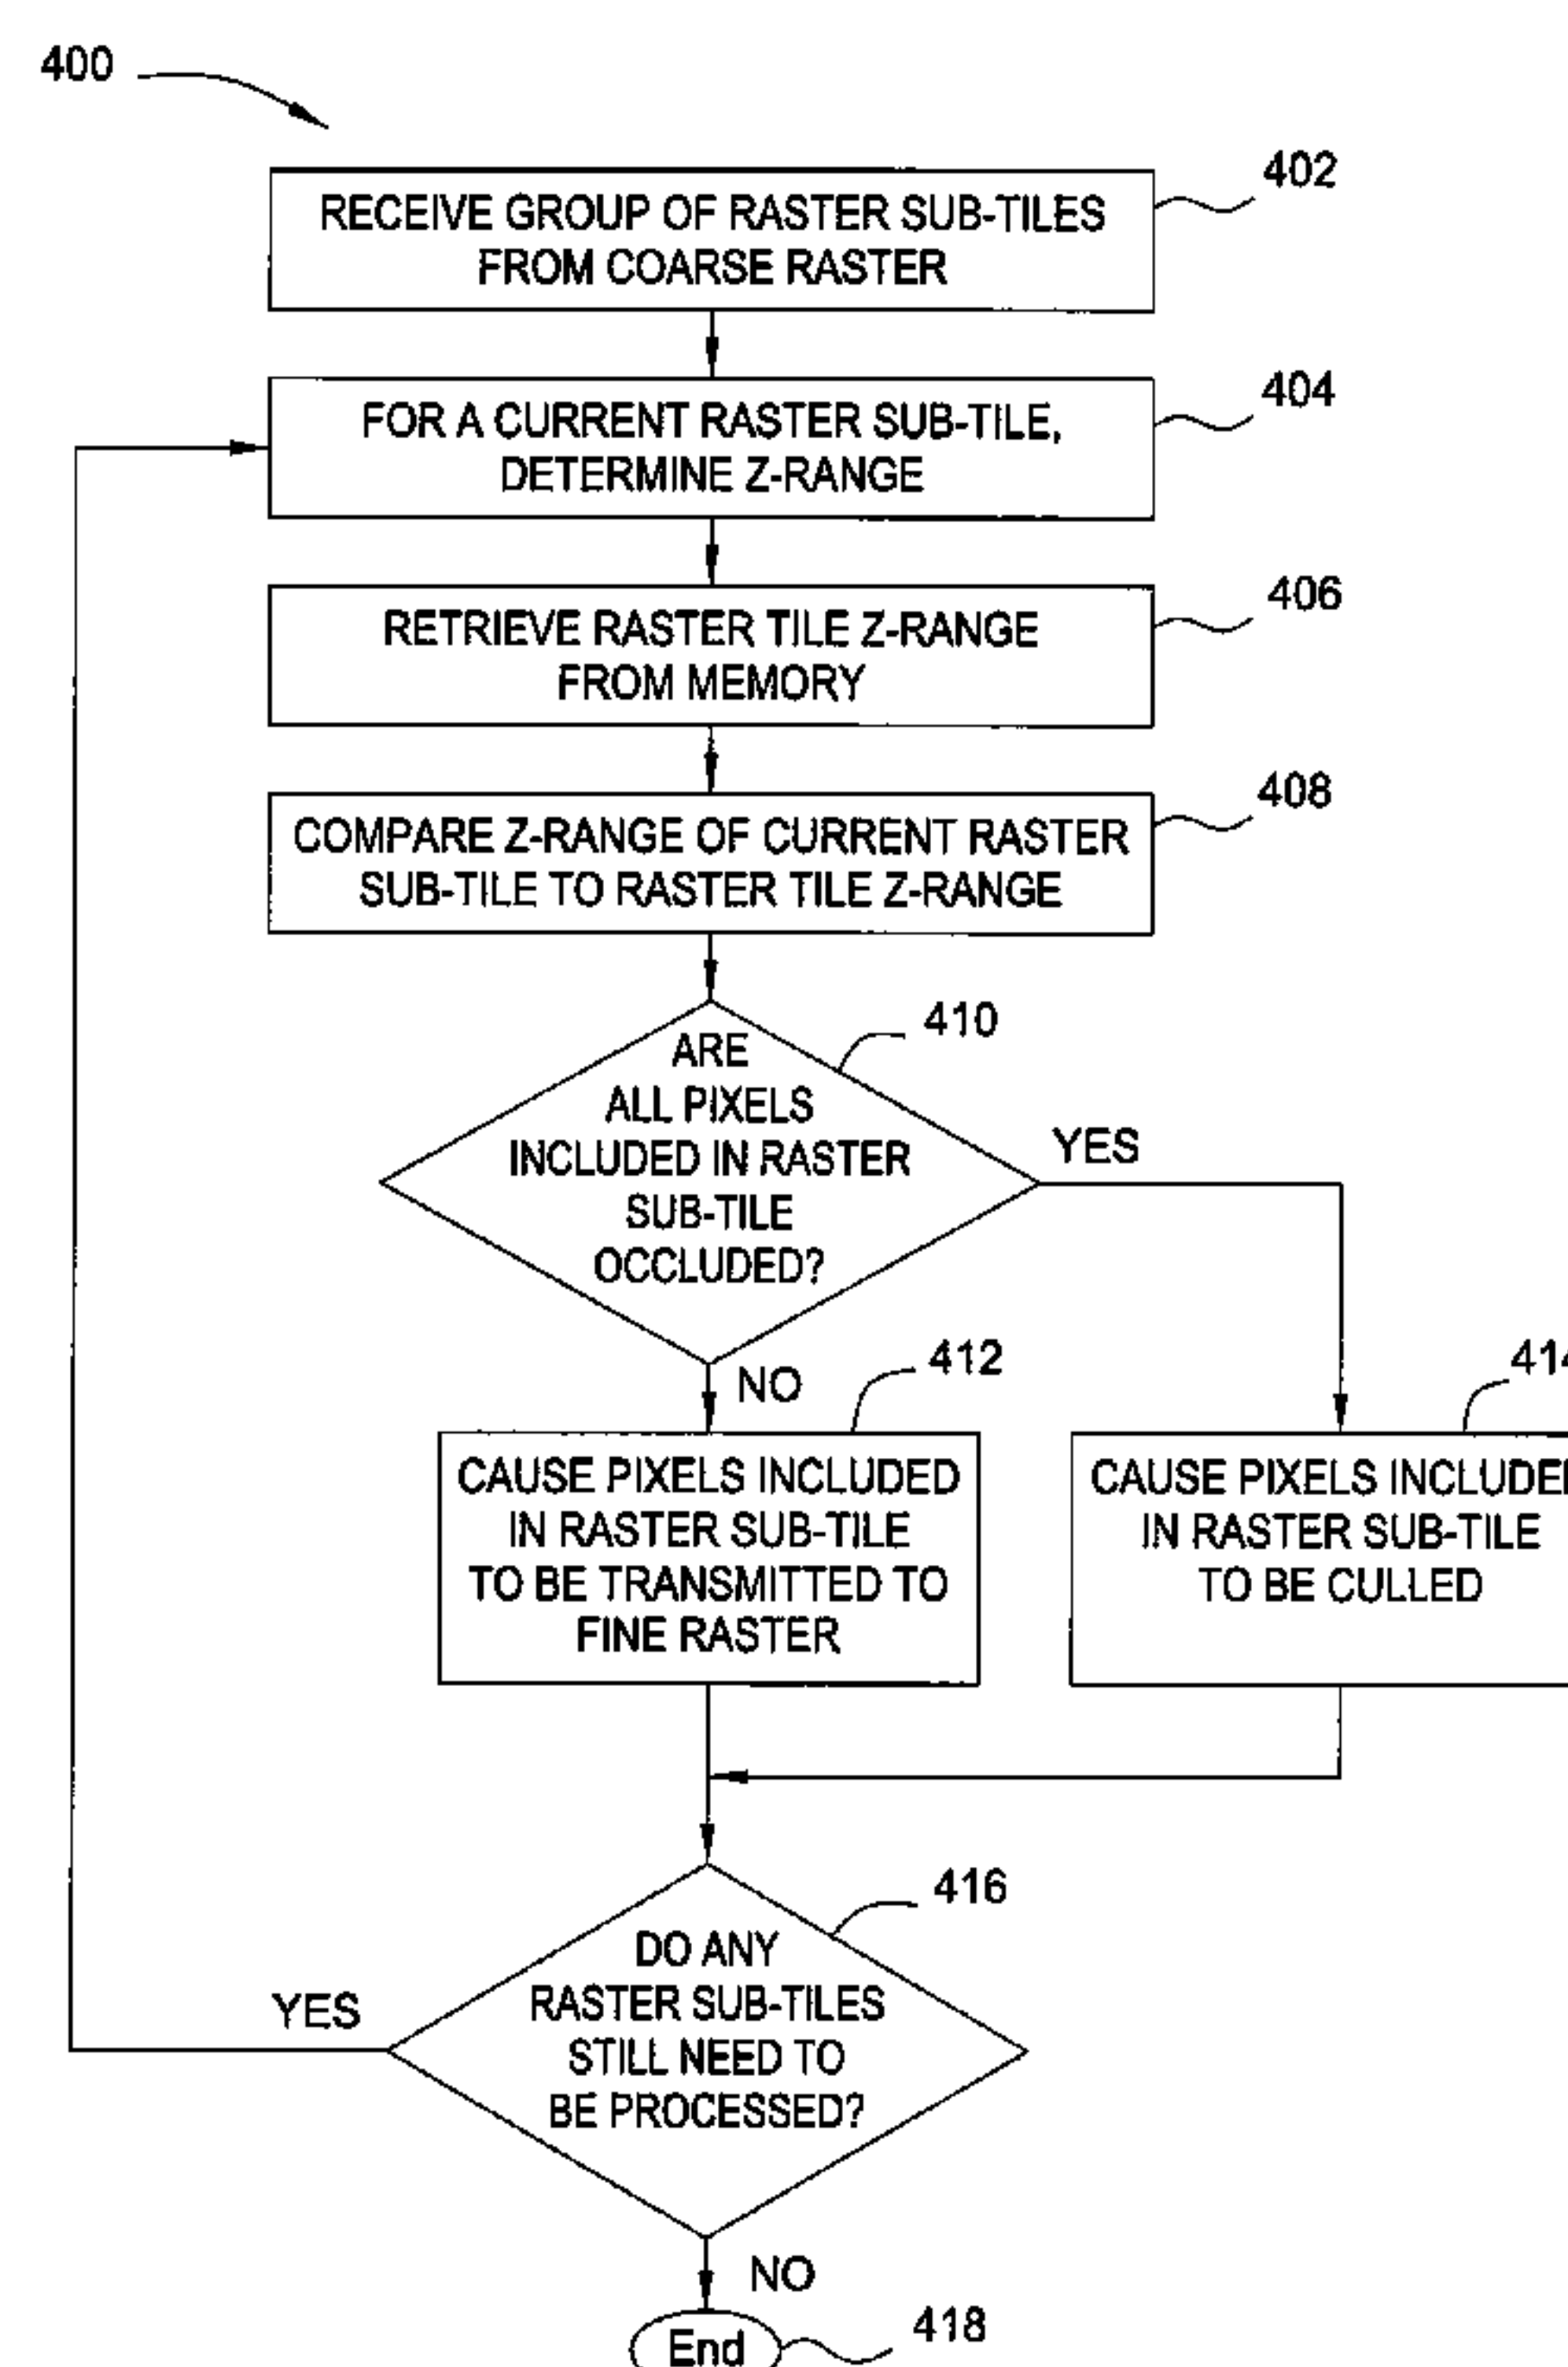 400
402
RECEIVE GROUP OF RASTER SUB-TILES
FROM COARSE RASTER
404
FOR A CURRENT RASTER SUB-TILE,
DETERMINE Z-RANGE
406
RETRIEVE RASTER TILE Z-RANGE
FROM MEMORY
408
COMPARE Z-RANGE OF CURRENT RASTER
SUB-TILE TO RASTER TILE Z-RANGE
410
ARE
ALL PIXELS
INCLUDED IN RASTER
SUB-TILE
OCCLUDED?
YES
NO
412
CAUSE PIXELS INCLUDED
IN RASTER SUB-TILE
TO BE TRANSMITTED TO
FINE RASTER
CAUSE PIXELS
IN RASTER SUB-TILE
TO BE CULLED
416
DO ANY
RASTER SUB-TILES
STILL NEED TO
BE PROCESSED?
YES
NO
End
418